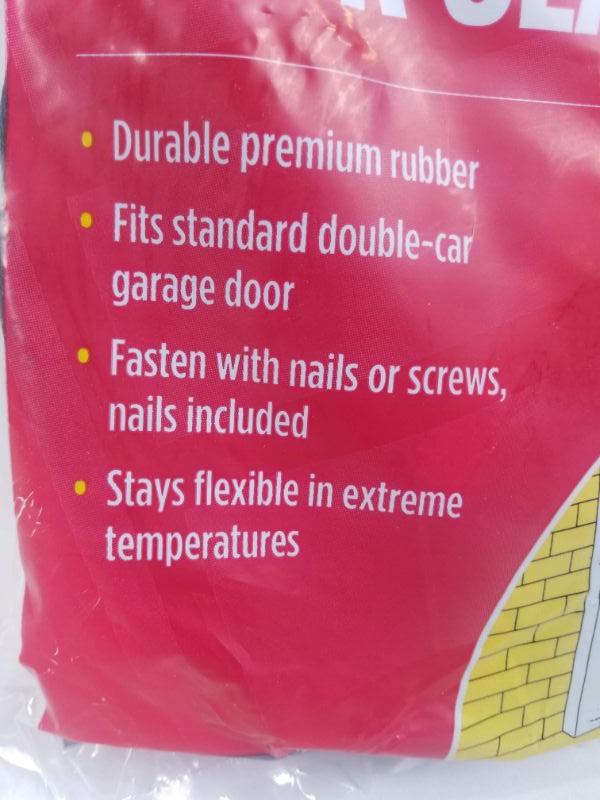 • Durable premium rubber
• Fits standard double-car
garage door
• Fasten with nails or screws,
nails included
• Stays flexible in extreme
temperatures